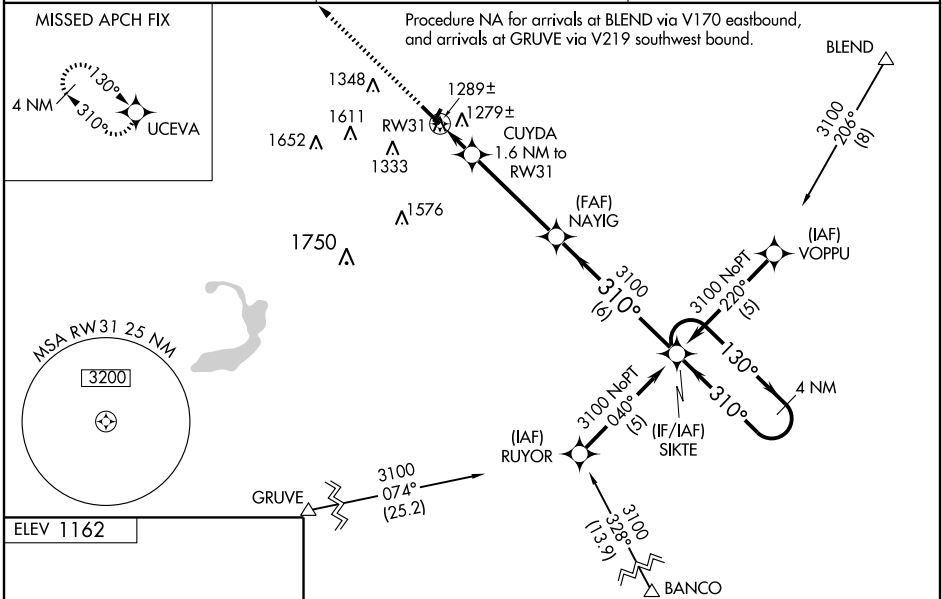 MISSED APCH FIX
130°
4 NM
310°
UCEVA
Procedure NA for arrivals at BLEND via V170 eastbound,
and arrivals at GRUVE via V219 southwest bound.
BLEND
3100
206°
(8)
1348
1289±
1279±
RW31
1611
1652
1333
CUYDA
1.6 NM to
RW31
1576
1750
(FAF)
NAYIG
(IAF)
VOPPU
3100
310°
(6)
3100 NoPT
220°
(5)
MSA RW31 25 NM
3200
130°
4 NM
310°
3100 NoPT
040°
(5)
(IF/IAF)
SIKTE
(IAF)
RUYOR
GRUVE
3100
074°
(25.2)
3100
328°
(13.9)
BANCO
ELEV 1162